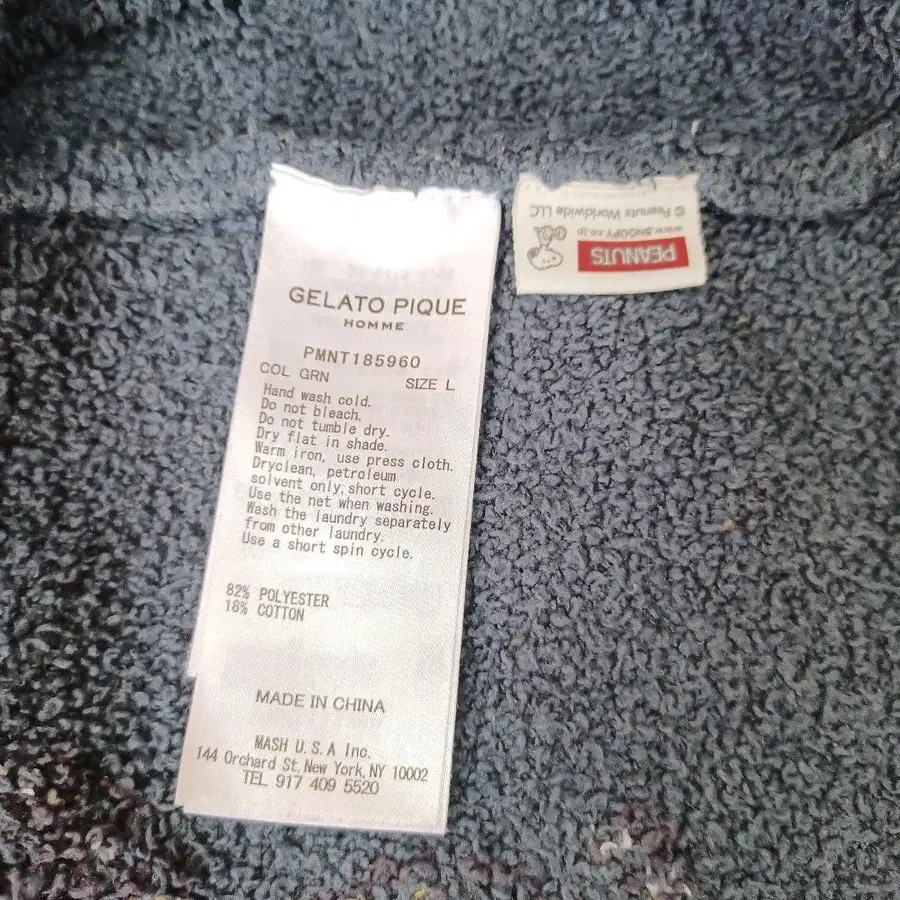 GELATO PIQUE
HOMME
PMNT185960
COL GRN SIZE L
Hand wash cold.
Do not bleach.
Do not tumble dry.
Dry flat in shade.
Warm iron, use press cloth.
Dryclean, petroleum
solvent only, short cycle.
Use the net when washing.
Wash the laundry separately
from other laundry.
Use a short spin cycle.
82% POLYESTER
18% COTTON
MADE IN CHINA
MASH U.S.A Inc.
144 Orchard St, New York, NY 10002
TEL 917 409 5520
PEANUTS
www.SNOOPY.co.jp
© Peanuts Worldwide LLC